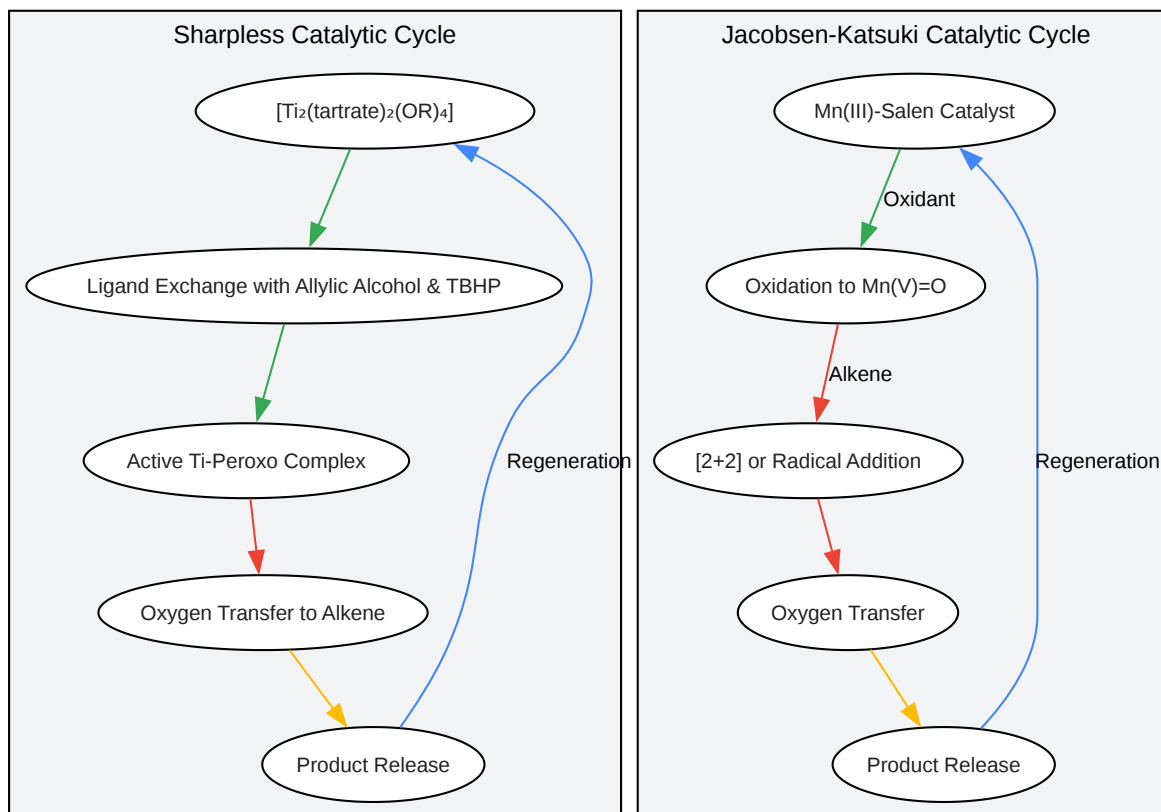 Sharpless Catalytic Cycle
[Ti₂(tartrate)₂(OR)₄]
Ligand Exchange with Allylic Alcohol & TBHP
Active Ti-Peroxo Complex
Regeneration
Oxygen Transfer to Alkene
Product Release
Jacobsen-Katsuki Catalytic Cycle
Mn(III)-Salen Catalyst
Oxidant
Oxidation to Mn(V)=O
Alkene
[2+2] or Radical Addition
Regeneration
Oxygen Transfer
Product Release